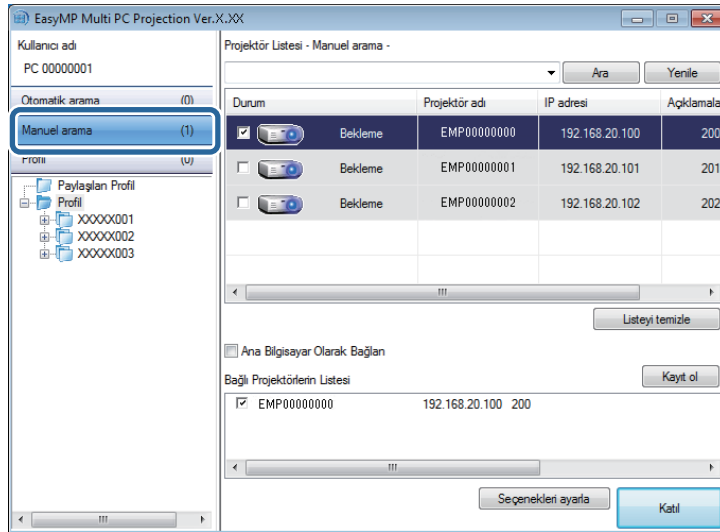 EasyMP Multi PC Projection Ver.X.XX
Kullanıcı adı
PC 00000001
Otomatik arama (0)
Manuel arama (1)
Profil (0)
Paylaşılan Profil
Profil
XXXXX001
XXXXX002
XXXXX003
Projektör Listesi - Manuel arama -
Ara Yenile
Durum Projektör adı IP adresi Açıklamala
Bekleme EMP00000000 192.168.20.100 200
Bekleme EMP00000001 192.168.20.101 201
Bekleme EMP00000002 192.168.20.102 202
Listeyi temizle
Ana Bilgisayar Olarak Bağlan
Bağlı Projektörlerin Listesi Kayıt ol
EMP00000000 192.168.20.100 200
Seçenekleri ayarla Katıl